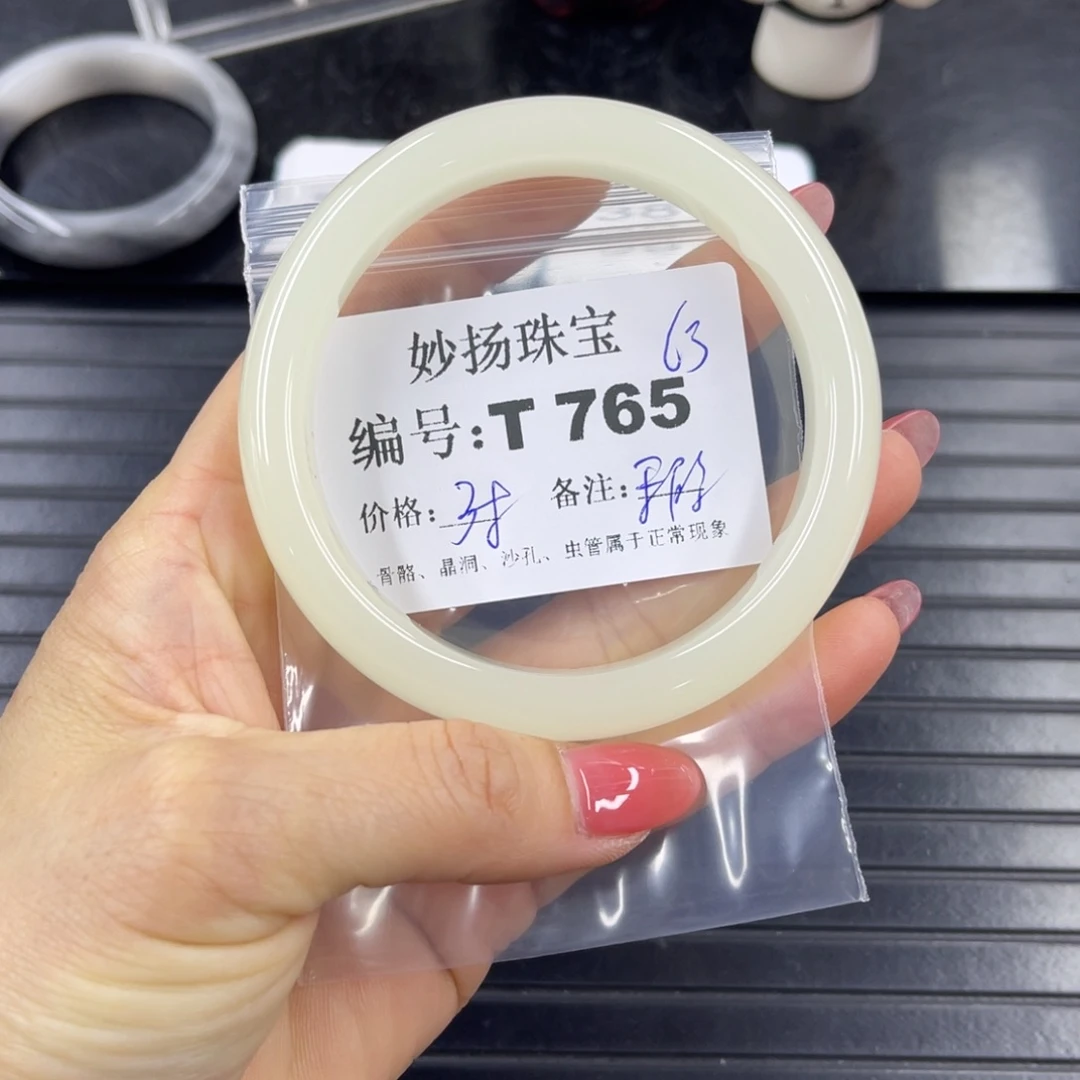 妙扬珠宝 63
编号:T 765
价格: 备注:
骨骼、晶洞、沙孔、虫管属于正常现象